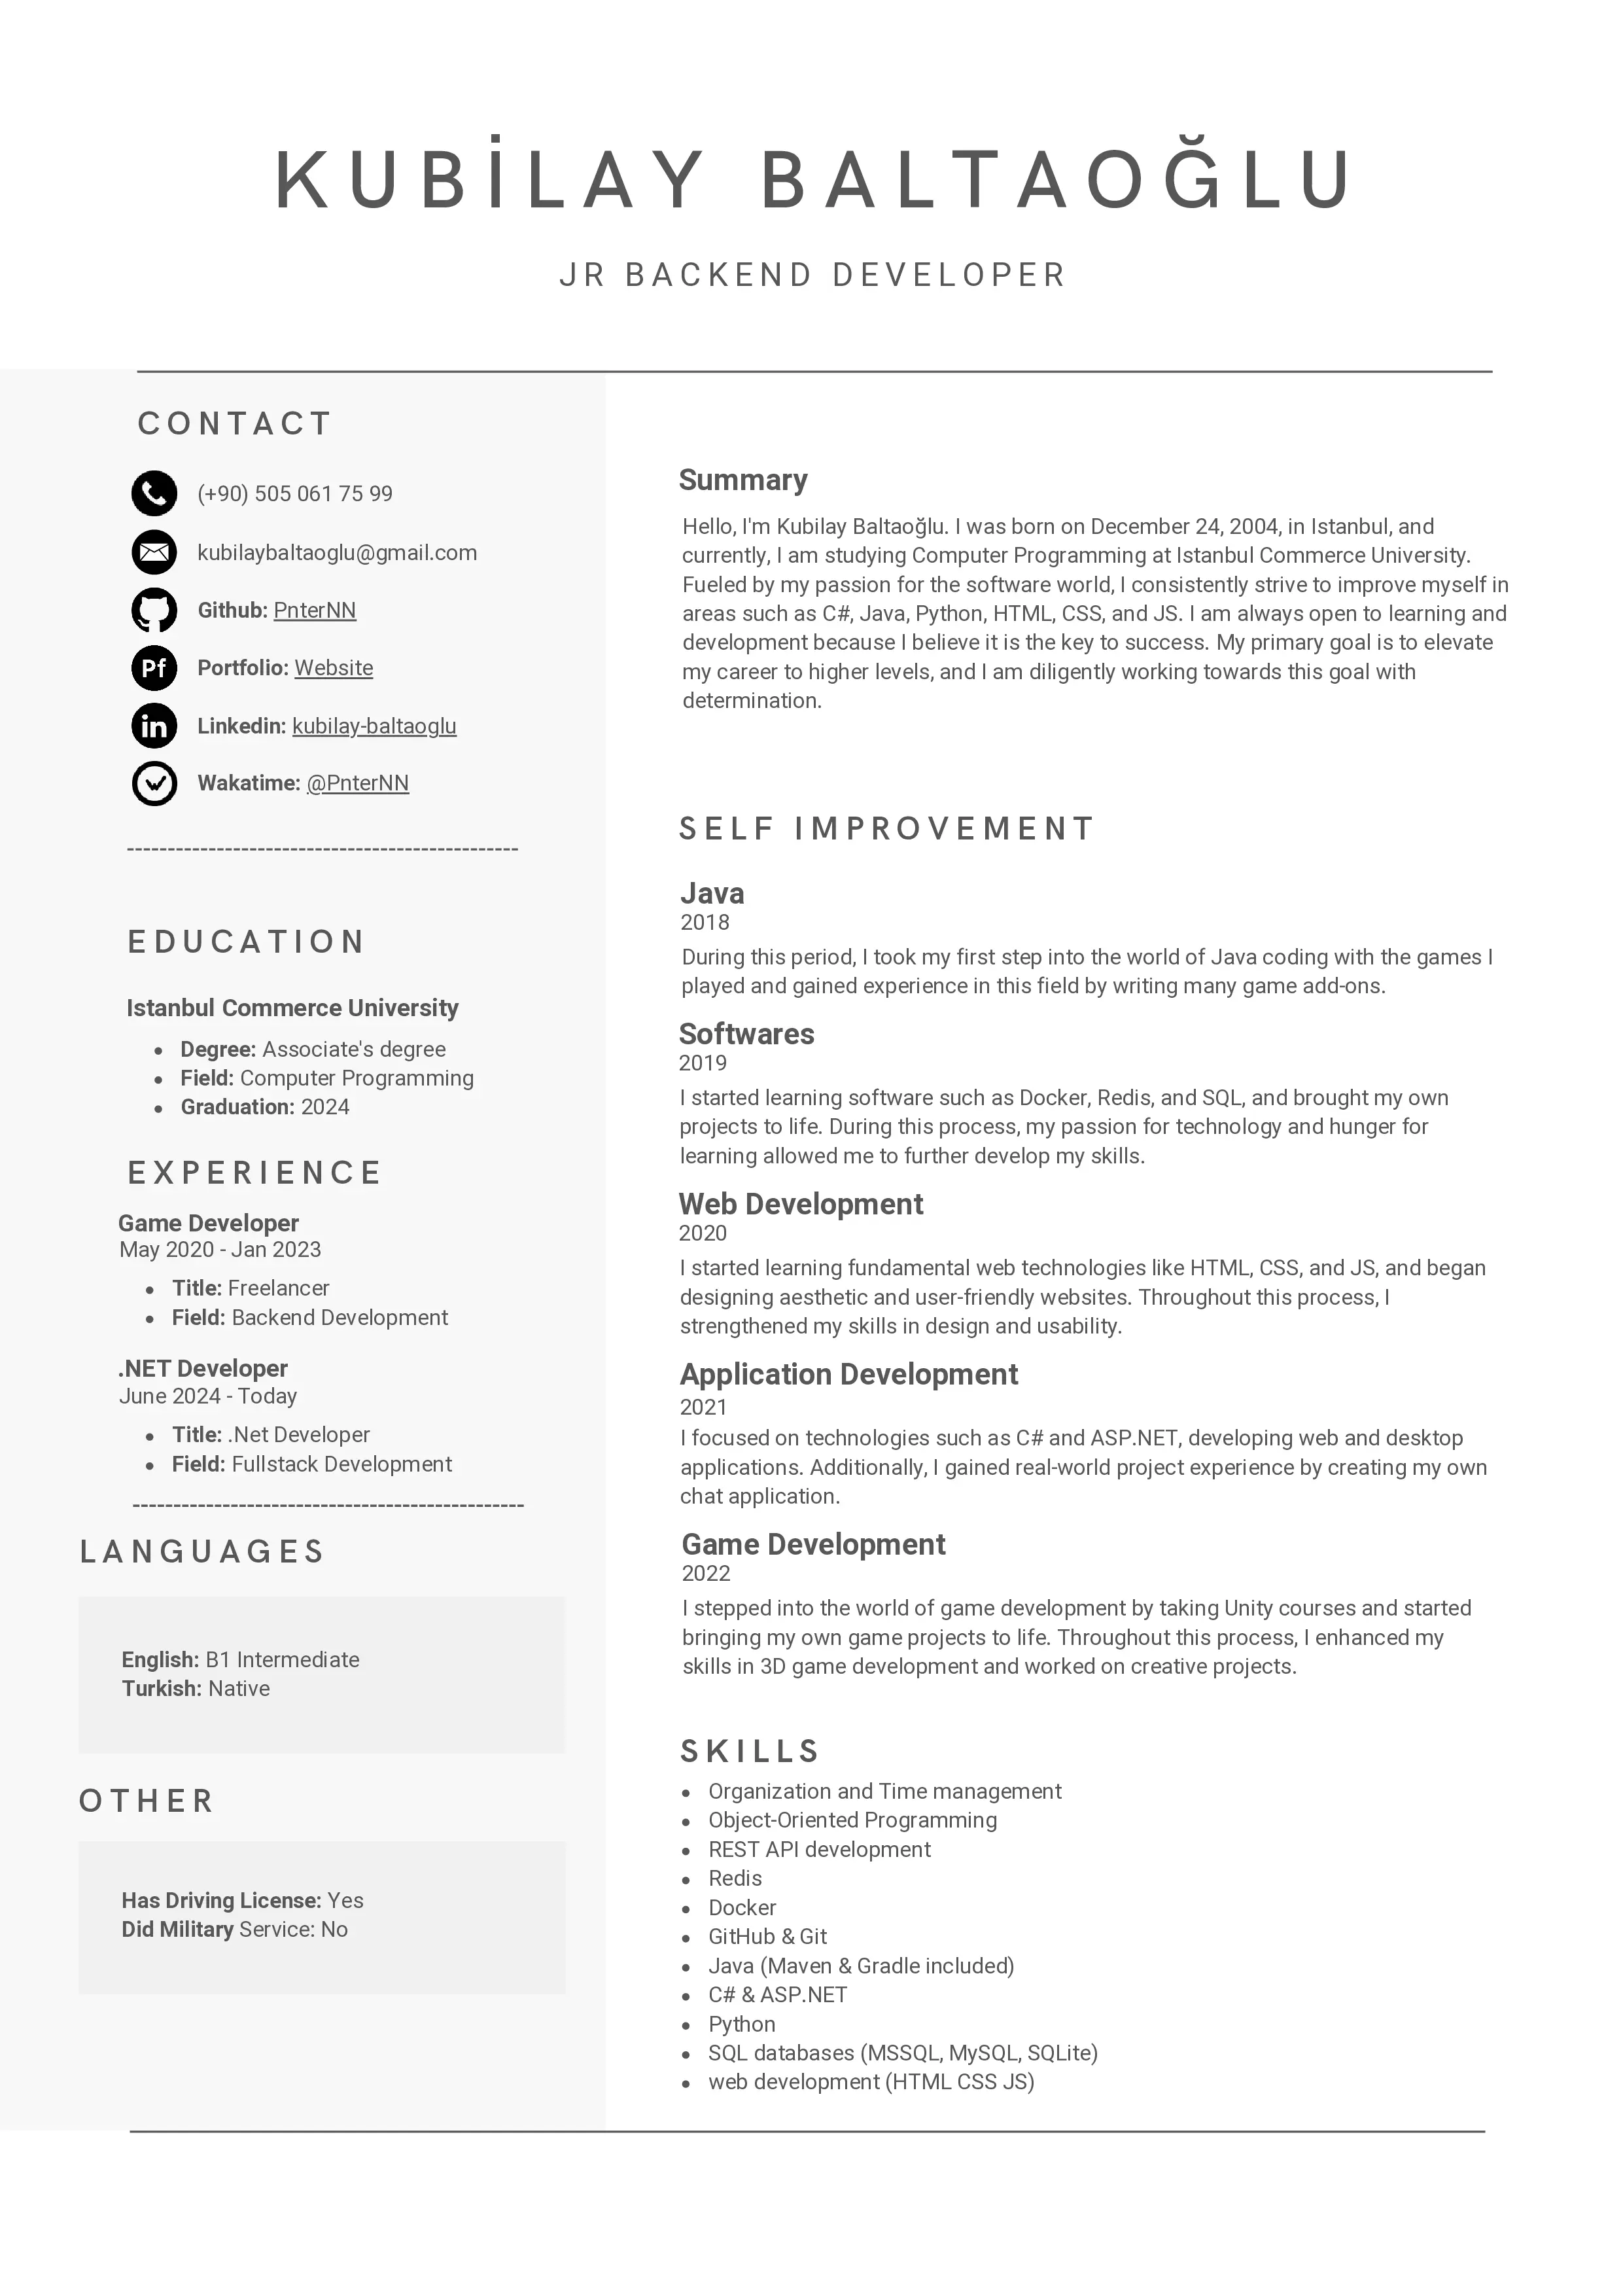 KUBİLAY BALTAOĞLU
JR BACKEND DEVELOPER
CONTACT
(+90) 505 061 75 99
kubilaybaltaoglu@gmail.com
Github: PnterNN
Pf
Portfolio: Website
in
Linkedin: kubilay-baltaoglu
W
Wakatime: @PnterNN
------------------------------------------------
EDUCATION
Istanbul Commerce University
• Degree: Associate's degree
• Field: Computer Programming
• Graduation: 2024
EXPERIENCE
Game Developer
May 2020 - Jan 2023
• Title: Freelancer
• Field: Backend Development
.NET Developer
June 2024 - Today
• Title: .Net Developer
• Field: Fullstack Development
------------------------------------------------
LANGUAGES
English: B1 Intermediate
Turkish: Native
OTHER
Has Driving License: Yes
Did Military Service: No
Summary
Hello, I'm Kubilay Baltaoğlu. I was born on December 24, 2004, in Istanbul, and
currently, I am studying Computer Programming at Istanbul Commerce University.
Fueled by my passion for the software world, I consistently strive to improve myself in
areas such as C#, Java, Python, HTML, CSS, and JS. I am always open to learning and
development because I believe it is the key to success. My primary goal is to elevate
my career to higher levels, and I am diligently working towards this goal with
determination.
SELF IMPROVEMENT
Java
2018
During this period, I took my first step into the world of Java coding with the games I
played and gained experience in this field by writing many game add-ons.
Softwares
2019
I started learning software such as Docker, Redis, and SQL, and brought my own
projects to life. During this process, my passion for technology and hunger for
learning allowed me to further develop my skills.
Web Development
2020
I started learning fundamental web technologies like HTML, CSS, and JS, and began
designing aesthetic and user-friendly websites. Throughout this process, I
strengthened my skills in design and usability.
Application Development
2021
I focused on technologies such as C# and ASP.NET, developing web and desktop
applications. Additionally, I gained real-world project experience by creating my own
chat application.
Game Development
2022
I stepped into the world of game development by taking Unity courses and started
bringing my own game projects to life. Throughout this process, I enhanced my
skills in 3D game development and worked on creative projects.
SKILLS
• Organization and Time management
• Object-Oriented Programming
• REST API development
• Redis
• Docker
• GitHub & Git
• Java (Maven & Gradle included)
• C# & ASP.NET
• Python
• SQL databases (MSSQL, MySQL, SQLite)
• web development (HTML CSS JS)